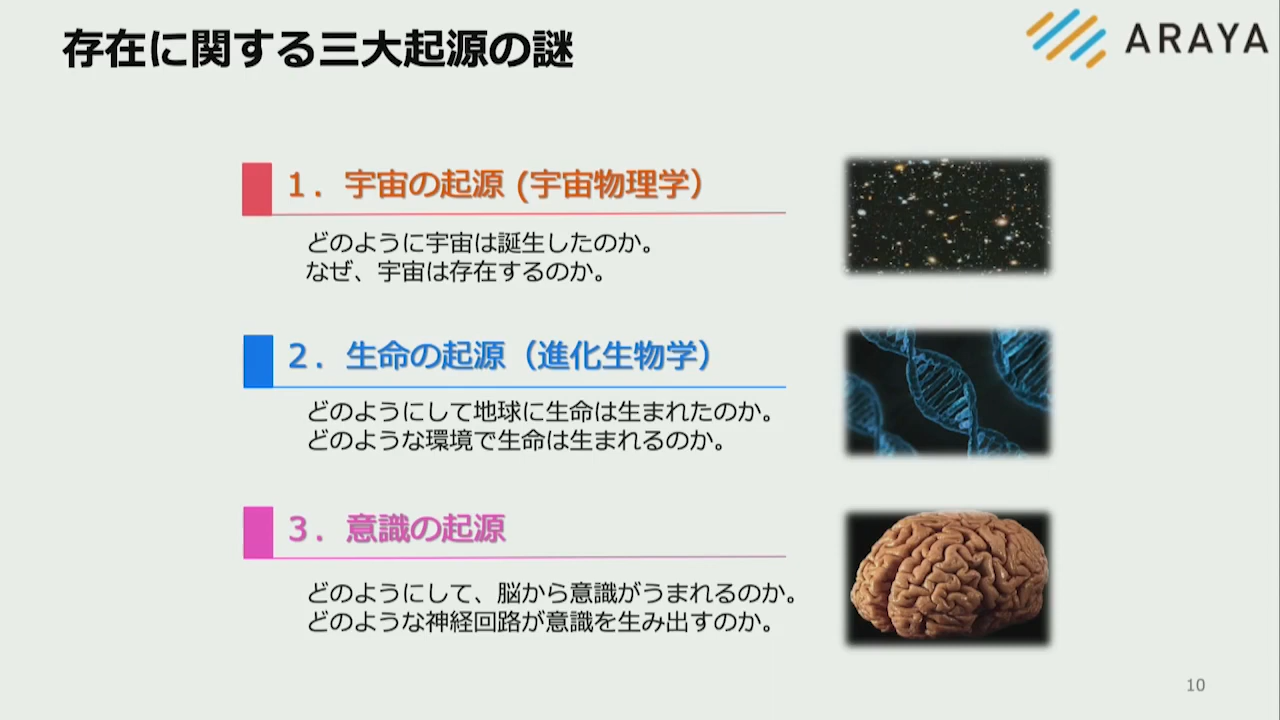 存在に関する三大起源の謎
ARAYA
１．宇宙の起源 (宇宙物理学）
どのように宇宙は誕生したのか。
なぜ、宇宙は存在するのか。
２．生命の起源（進化生物学）
どのようにして地球に生命は生まれたのか。
どのような環境で生命は生まれるのか。
３．意識の起源
どのようにして、脳から意識がうまれるのか。
どのような神経回路が意識を生み出すのか。
10